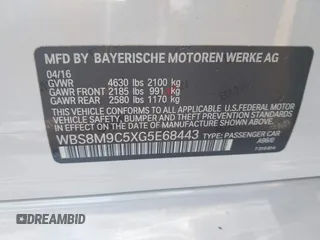 MFD BY BAYERISCHE MOTOREN WERKE AG
04/16
GVWR 4630 lbs 2100 kg
GAWR FRONT 2185 lbs 991 kg
GAWR REAR 2580 lbs 1170 kg
THIS VEHICLE CONFORMS TO ALL APPLICABLE
U.S. FEDERAL MOTOR VEHICLE SAFETY,
BUMPER, AND THEFT PREVENTION STANDARDS
IN EFFECT ON THE DATE OF MANUFACTURE
SHOWN ABOVE.
WBS8M9C5XG5E68443 TYPE: PASSENGER CAR
DREAMBID